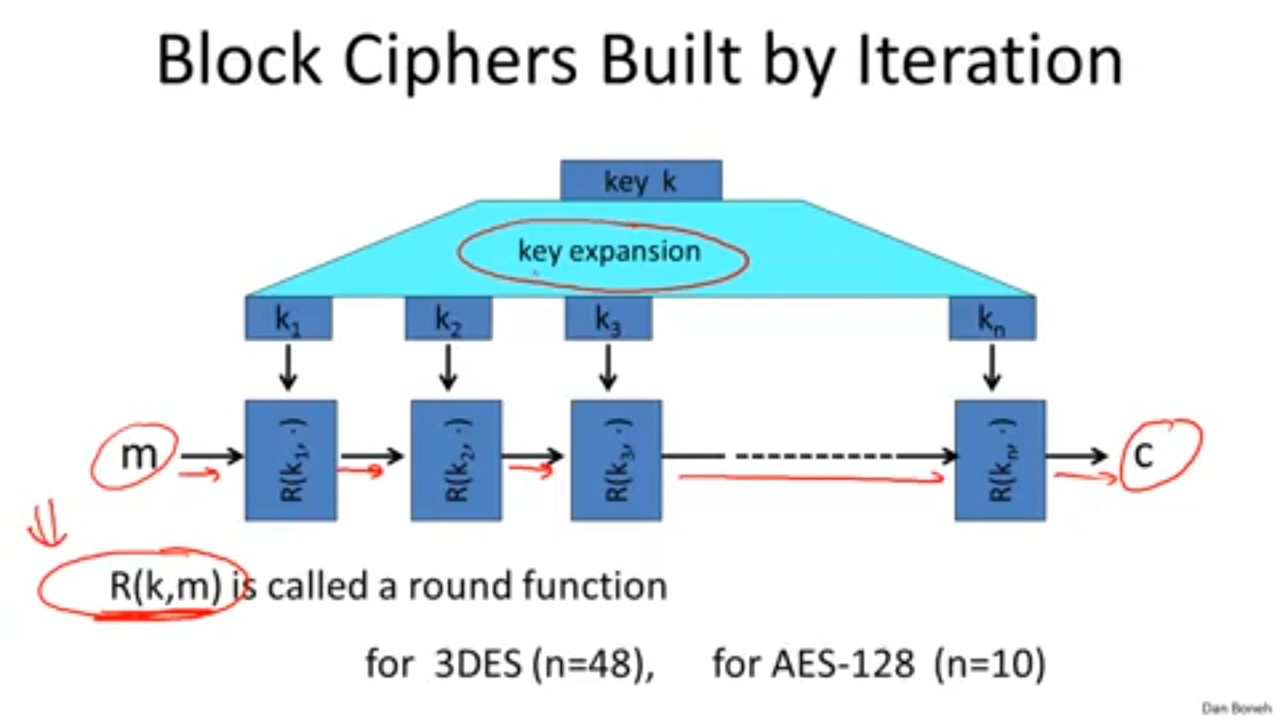 Block Ciphers Built by Iteration
key k
key expansion
k₁ k₂ k₃ kₙ
m R(k₁, ·) R(k₂, ·) R(k₃, ·) R(kₙ, ·) c
R(k,m) is called a round function
for 3DES (n=48), for AES-128 (n=10)
Dan Boneh